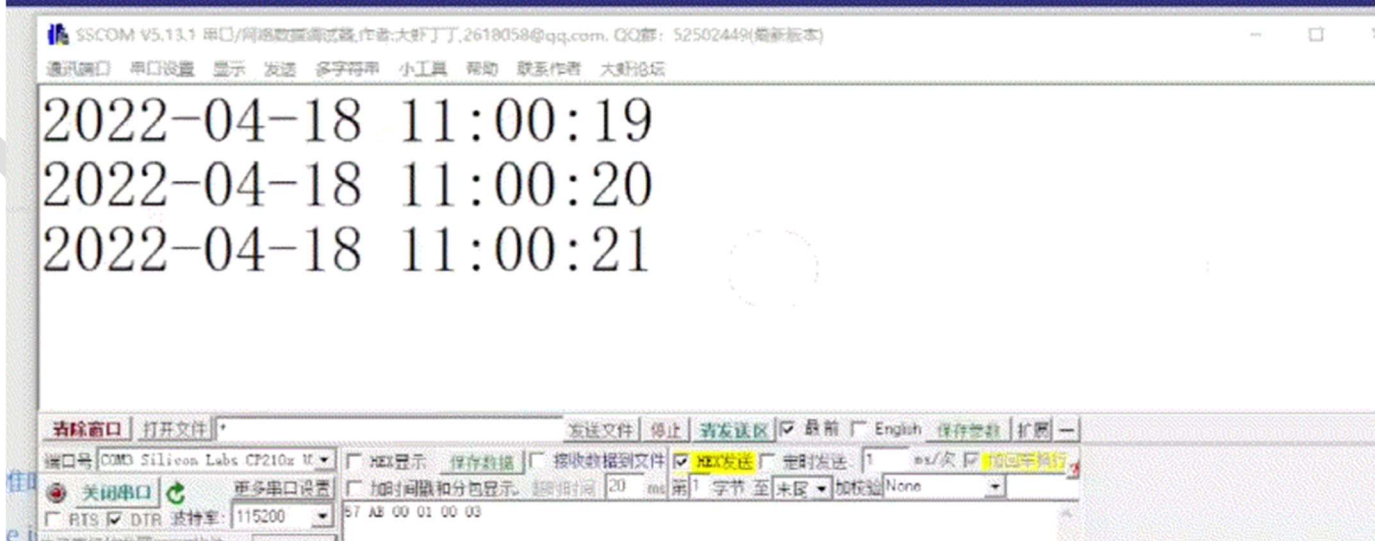 SSCOM V5.13.1 串口/网络数据调试器,作者:大虾丁丁,2618058@qq.com. QQ群: 52502449(最新版本)
通讯端口 串口设置 显示 发送 多字符串 小工具 帮助 联系作者 大虾论坛
2022-04-18 11:00:19
2022-04-18 11:00:20
2022-04-18 11:00:21
清除窗口 打开文件 发送文件 停止 清发送区 最前 English 保存参数 扩展 —
端口号 COM3 Silicon Labs CP210x U HEX显示 保存数据 接收数据到文件 HEX发送 定时发送: 1 ms/次 加回车换行
关闭串口 更多串口设置 加时间戳和分包显示. 超时时间 20 ms 第1 字节 至 末尾 加校验 None
RTS DTR 波特率: 115200 57 AB 00 01 00 03